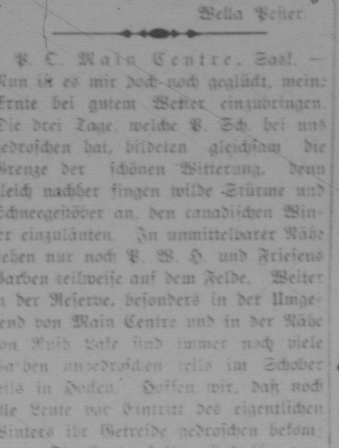 Bella Pester.
P. O. Main Centre, Sask. —
Nun ist es mir doch noch geglückt, meine
Ernte bei gutem Wetter einzubringen.
Die drei Tage, welche P. Sch. bei uns
gedroschen hat, bildeten gleichsam die
Grenze der schönen Witterung, denn
gleich nachher fingen wilde Stürme und
Schneegestöber an, den canadischen Win-
ter einzuläuten. In unmittelbarer Nähe
stehen nur noch P. W. H. und Friesens
Garben teilweise auf dem Felde. Weiter
in der Reserve, besonders in der Umge-
gend von Main Centre und in der Nähe
von Rush Lake sind immer noch viele
Garben ungedroschen teils im Schober
teils in Hocken. Hoffen wir, daß noch
alle Leute vor Eintritt des eigentlichen
Winters ihr Getreide gedroschen bekom-